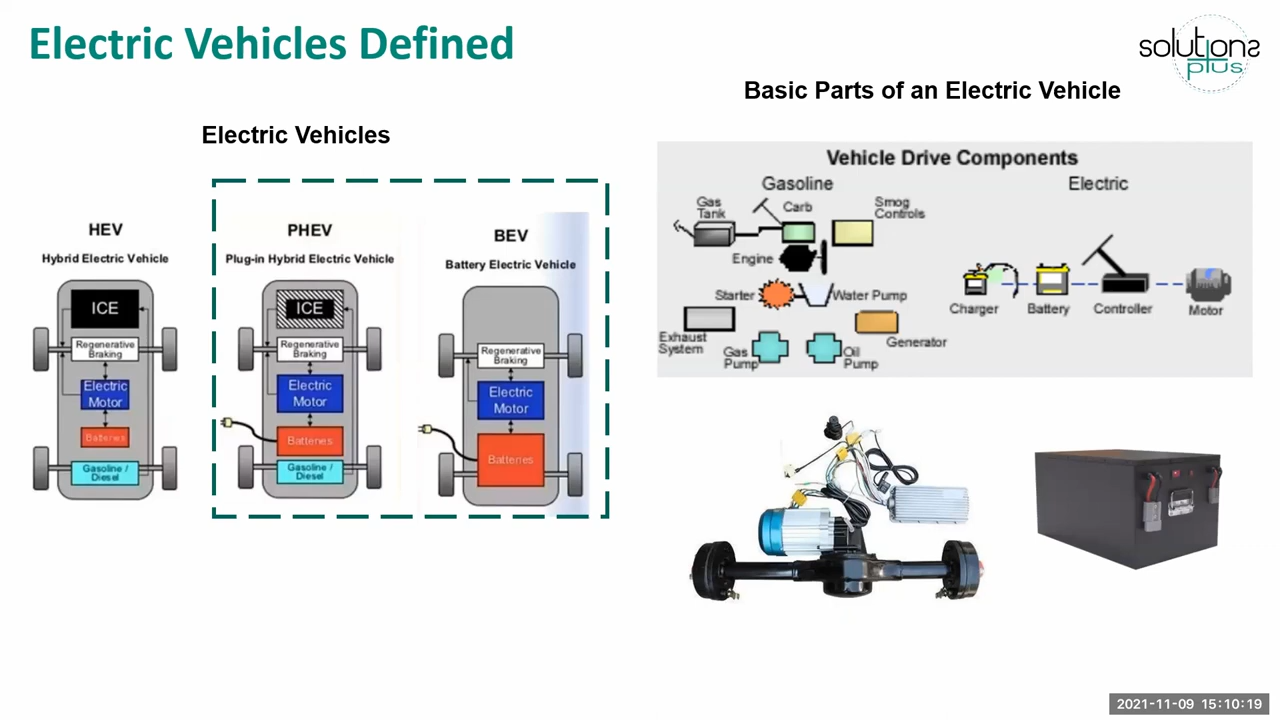 Electric Vehicles Defined
solutions
plus
Basic Parts of an Electric Vehicle
Electric Vehicles
HEV
Hybrid Electric Vehicle
ICE
Regenerative
Braking
Electric
Motor
Batteries
Gasoline /
Diesel
PHEV
Plug-in Hybrid Electric Vehicle
ICE
Regenerative
Braking
Electric
Motor
Batteries
Gasoline /
Diesel
BEV
Battery Electric Vehicle
Regenerative
Braking
Electric
Motor
Batteries
Vehicle Drive Components
Gasoline
Electric
Gas
Tank
Carb
Smog
Controls
Engine
Starter
Water Pump
Exhaust
System
Gas
Pump
Oil
Pump
Generator
Charger
Battery
Controller
Motor
2021-11-09 15:10:19